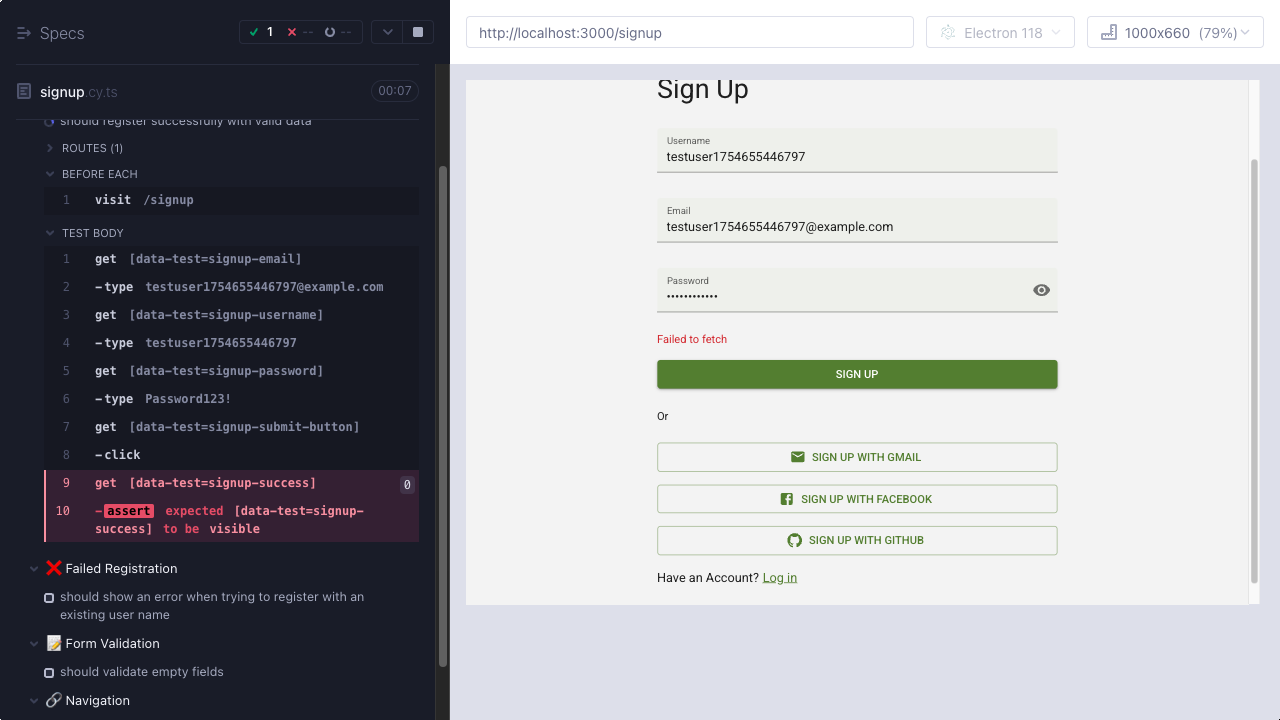 Specs
1
--
--
signup.cy.ts
00:07
should register successfully with valid data
ROUTES (1)
BEFORE EACH
1 visit /signup
TEST BODY
1 get [data-test=signup-email]
2 -type testuser1754655446797@example.com
3 get [data-test=signup-username]
4 -type testuser1754655446797
5 get [data-test=signup-password]
6 -type Password123!
7 get [data-test=signup-submit-button]
8 -click
9 get [data-test=signup-success] 0
10 -assert expected [data-test=signup-
success] to be visible
Failed Registration
should show an error when trying to register with an
existing user name
Form Validation
should validate empty fields
Navigation
http://localhost:3000/signup
Electron 118
1000x660 (79%)
Sign Up
Username
testuser1754655446797
Email
testuser1754655446797@example.com
Password
••••••••••••
Failed to fetch
SIGN UP
Or
SIGN UP WITH GMAIL
SIGN UP WITH FACEBOOK
SIGN UP WITH GITHUB
Have an Account? Log in